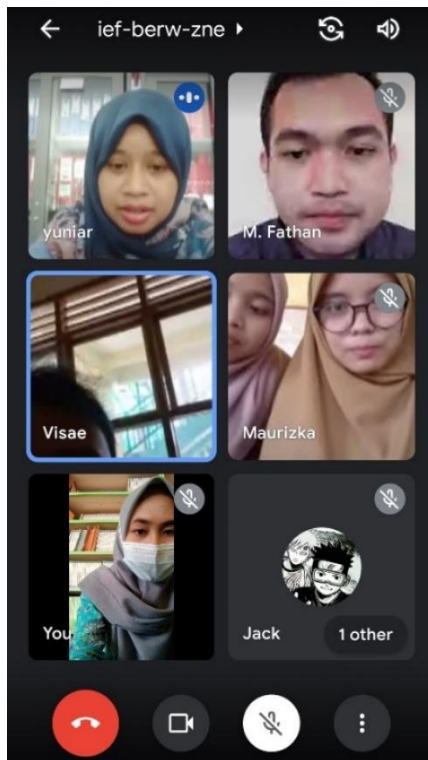 ief-berw-zne
yuniar
M. Fathan
Visae
Maurizka
You
Jack
1 other